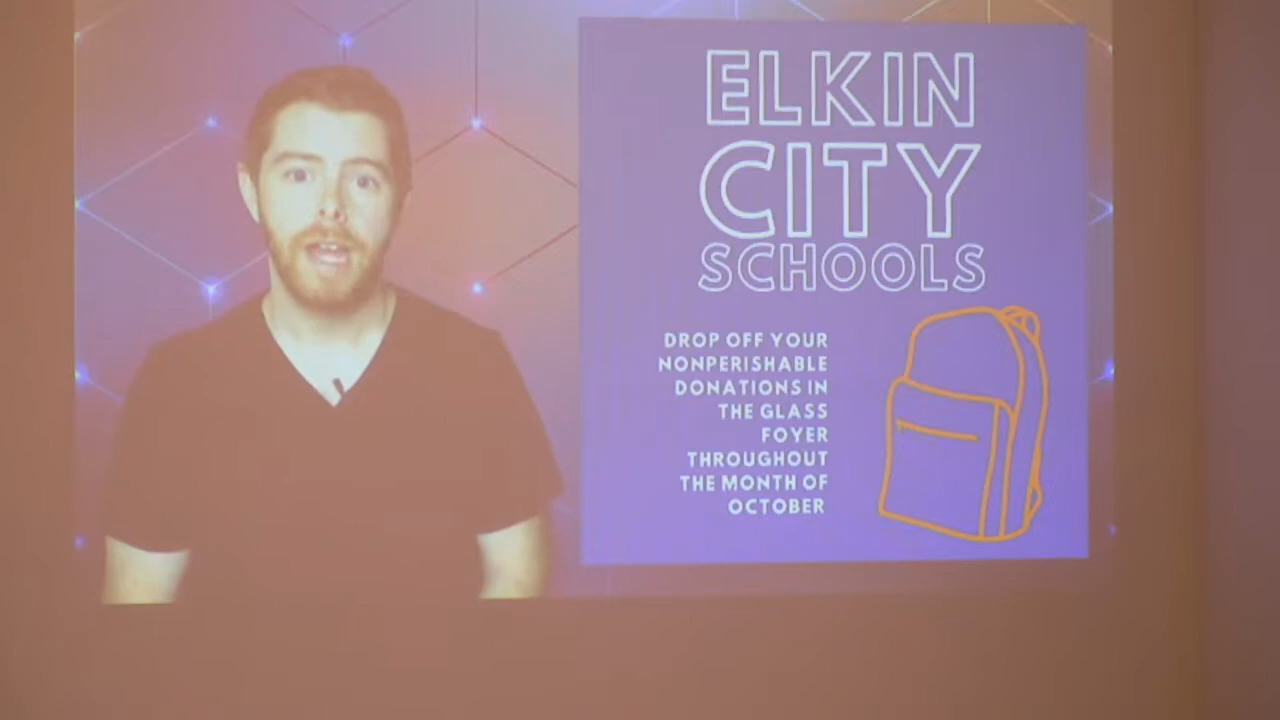 ELKIN
CITY
SCHOOLS
DROP OFF YOUR
NONPERISHABLE
DONATIONS IN
THE GLASS
FOYER
THROUGHOUT
THE MONTH OF
OCTOBER